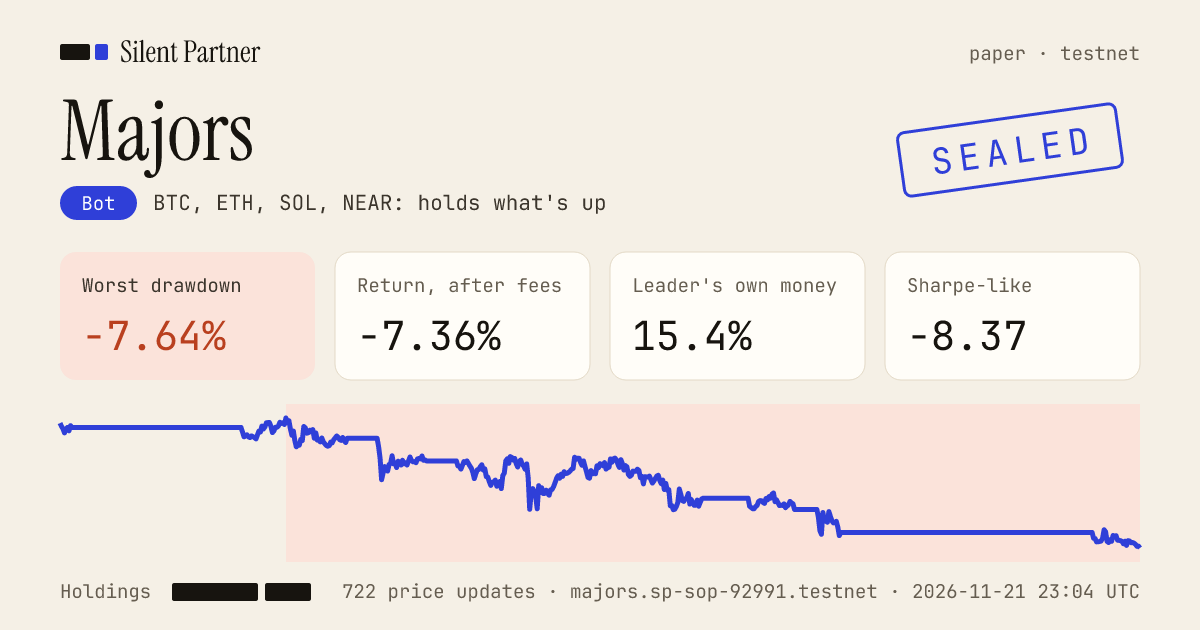 Silent Partner
paper · testnet
Majors
SEALED
Bot
BTC, ETH, SOL, NEAR: holds what's up
Worst drawdown
-7.64%
Return, after fees
-7.36%
Leader's own money
15.4%
Sharpe-like
-8.37
Holdings
722 price updates · majors.sp-sop-92991.testnet · 2026-11-21 23:04 UTC